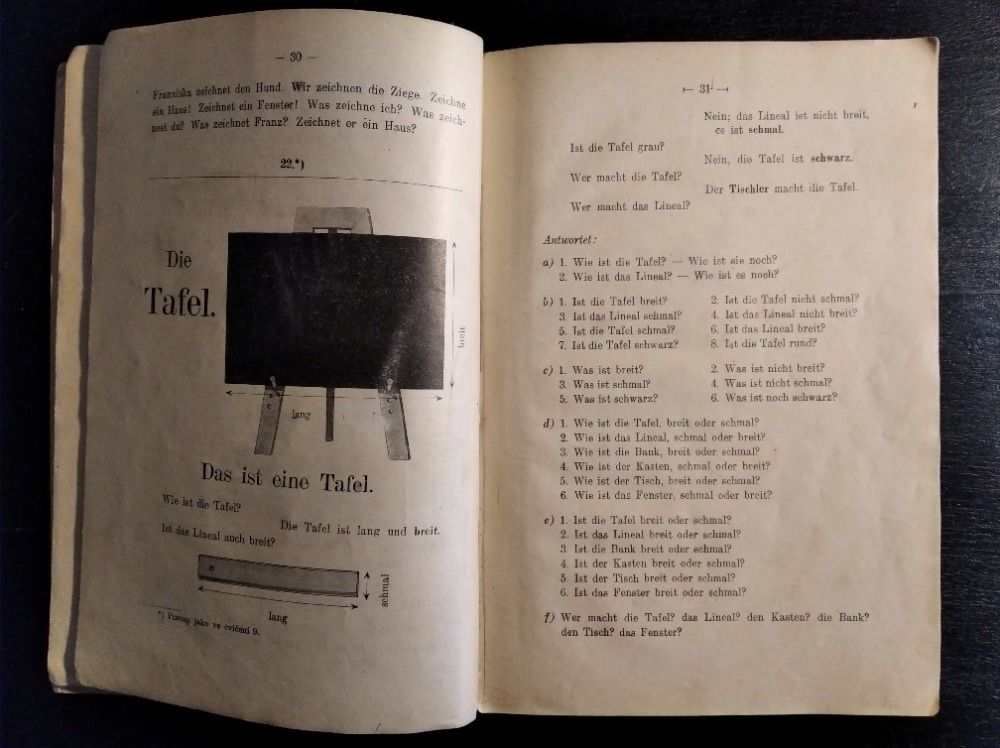 — 30 —
Franziska zeichnet den Hund. Wir zeichnen die Ziege. Zeichne
ein Haus! Zeichnet ein Fenster! Was zeichne ich? Was zeich-
nest du? Was zeichnet Franz? Zeichnet er ein Haus?
22.*)
Die
Tafel.
breit
lang
Das ist eine Tafel.
Wie ist die Tafel?
Die Tafel ist lang und breit.
Ist das Lineal auch breit?
schmal
lang
*) Postup jako ve cvičení 9.
— 31 —
Nein; das Lineal ist nicht breit,
es ist schmal.
Ist die Tafel grau?
Nein, die Tafel ist schwarz.
Wer macht die Tafel?
Der Tischler macht die Tafel.
Wer macht das Lineal?
Antwortet:
a) 1. Wie ist die Tafel? — Wie ist sie noch?
2. Wie ist das Lineal? — Wie ist es noch?
b) 1. Ist die Tafel breit? 2. Ist die Tafel nicht schmal?
3. Ist das Lineal schmal? 4. Ist das Lineal nicht breit?
5. Ist die Tafel schmal? 6. Ist das Lineal breit?
7. Ist die Tafel schwarz? 8. Ist die Tafel rund?
c) 1. Was ist breit? 2. Was ist nicht breit?
3. Was ist schmal? 4. Was ist nicht schmal?
5. Was ist schwarz? 6. Was ist noch schwarz?
d) 1. Wie ist die Tafel, breit oder schmal?
2. Wie ist das Lineal, schmal oder breit?
3. Wie ist die Bank, breit oder schmal?
4. Wie ist der Kasten, schmal oder breit?
5. Wie ist der Tisch, breit oder schmal?
6. Wie ist das Fenster, schmal oder breit?
e) 1. Ist die Tafel breit oder schmal?
2. Ist das Lineal breit oder schmal?
3. Ist die Bank breit oder schmal?
4. Ist der Kasten breit oder schmal?
5. Ist der Tisch breit oder schmal?
6. Ist das Fenster breit oder schmal?
f) Wer macht die Tafel? das Lineal? den Kasten? die Bank?
den Tisch? das Fenster?